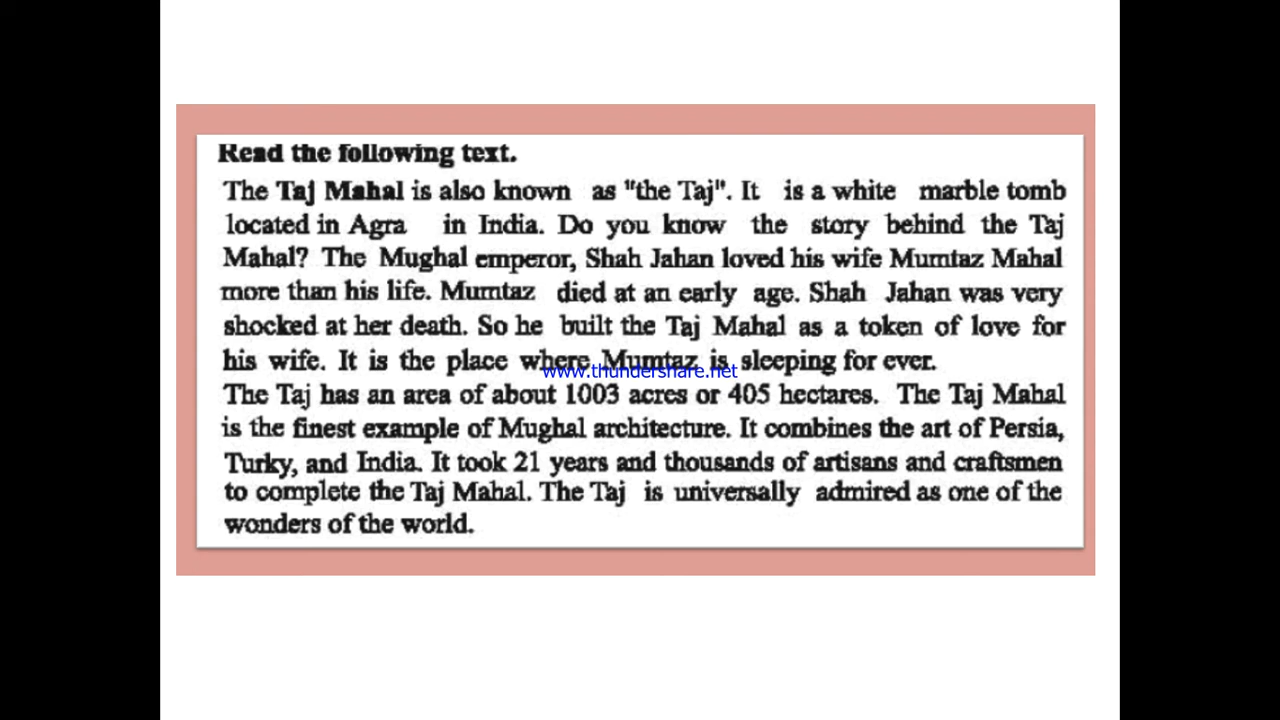 Read the following text.
The Taj Mahal is also known as "the Taj". It is a white marble tomb
located in Agra in India. Do you know the story behind the Taj
Mahal? The Mughal emperor, Shah Jahan loved his wife Mumtaz Mahal
more than his life. Mumtaz died at an early age. Shah Jahan was very
shocked at her death. So he built the Taj Mahal as a token of love for
his wife. It is the place where Mumtaz is sleeping for ever.
www.thundershare.net
The Taj has an area of about 1003 acres or 405 hectares. The Taj Mahal
is the finest example of Mughal architecture. It combines the art of Persia,
Turky, and India. It took 21 years and thousands of artisans and craftsmen
to complete the Taj Mahal. The Taj is universally admired as one of the
wonders of the world.